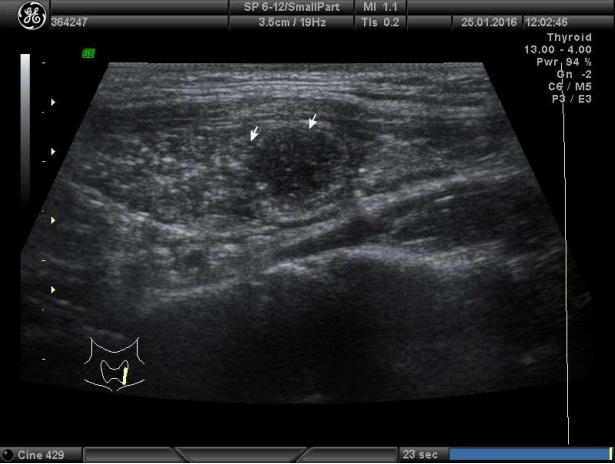 GE
SP 6-12/SmallPart
MI 1.1
364247
3.5cm / 19Hz
TIs 0.2
25.01.2016
12:02:46
GE
Thyroid
13.00 - 4.00
Pwr 94 %
Gn -2
C6 / M5
P3 / E3
Cine 429
23 sec